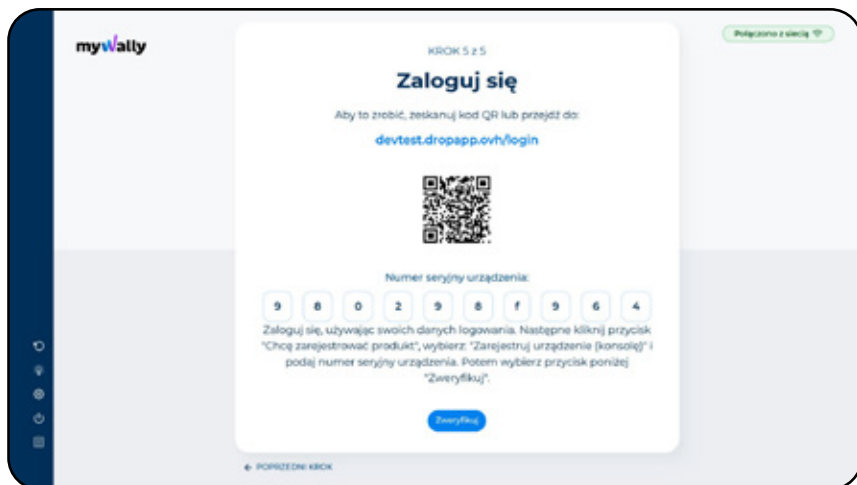 myWally
Połączono z siecią
KROK 5 z 5
Zaloguj się
Aby to zrobić, zeskanuj kod QR lub przejdź do:
devtest.dropapp.ovh/login
Numer seryjny urządzenia:
9 8 0 2 9 8 f 9 6 4
Zaloguj się, używając swoich danych logowania. Następne kliknij przycisk
"Chcę zarejestrować produkt", wybierz: "Zarejestruj urządzenie (konsolę)" i
podaj numer seryjny urządzenia. Potem wybierz przycisk poniżej
"Zweryfikuj".
Zweryfikuj
← POPRZEDNI KROK